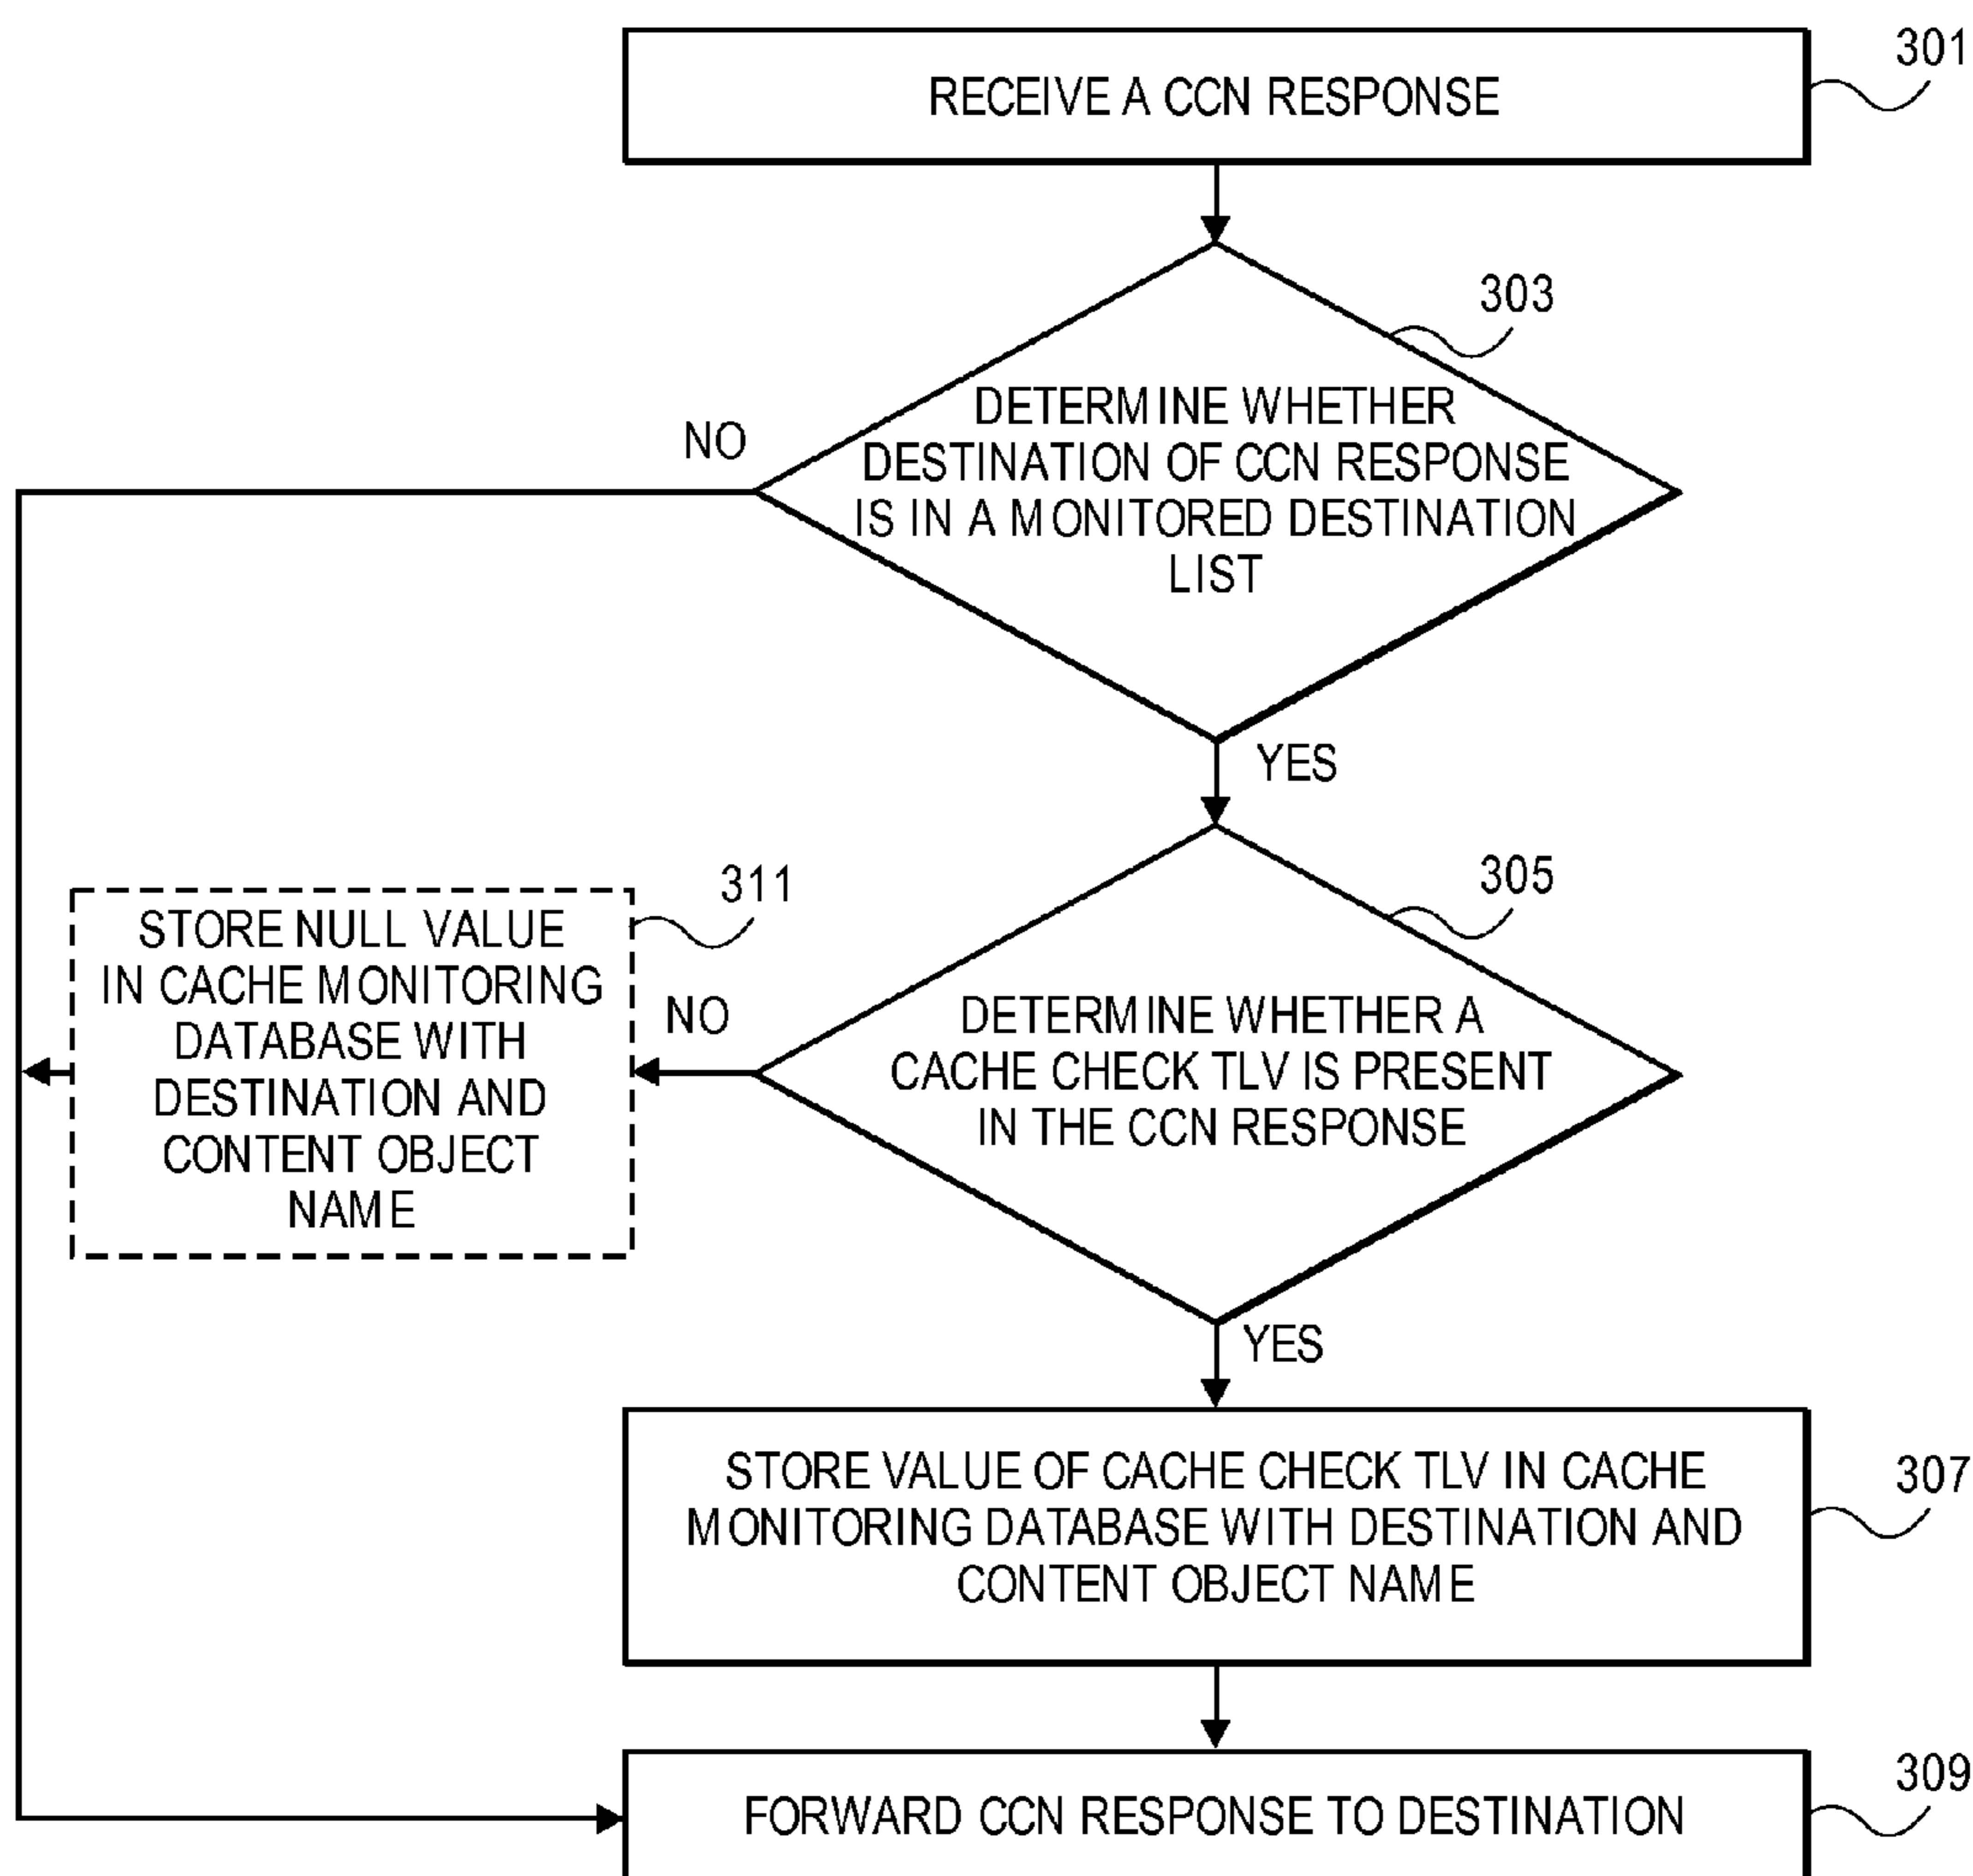 RECEIVE A CCN RESPONSE
301
303
DETERMINE WHETHER
DESTINATION OF CCN RESPONSE
IS IN A MONITORED DESTINATION
LIST
NO
YES
305
DETERMINE WHETHER A
CACHE CHECK TLV IS PRESENT
IN THE CCN RESPONSE
NO
311
STORE NULL VALUE
IN CACHE MONITORING
DATABASE WITH
DESTINATION AND
CONTENT OBJECT
NAME
YES
STORE VALUE OF CACHE CHECK TLV IN CACHE
MONITORING DATABASE WITH DESTINATION AND
CONTENT OBJECT NAME
307
FORWARD CCN RESPONSE TO DESTINATION
309